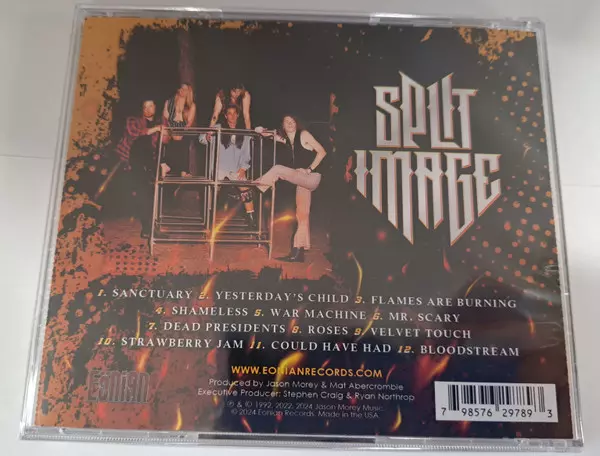 SPLIT
IMAGE
1. SANCTUARY 2. YESTERDAY'S CHILD 3. FLAMES ARE BURNING
4. SHAMELESS 5. WAR MACHINE 6. MR. SCARY
7. DEAD PRESIDENTS 8. ROSES 9. VELVET TOUCH
10. STRAWBERRY JAM 11. COULD HAVE HAD 12. BLOODSTREAM
WWW.EONIANRECORDS.COM
Produced by Jason Morey & Mat Abercrombie
Executive Producer: Stephen Craig & Ryan Northrop
℗ & © 1992, 2022, 2024 Jason Morey Music.
© 2024 Eonian Records. Made in the USA.
Eonian
7 98576 29789 3